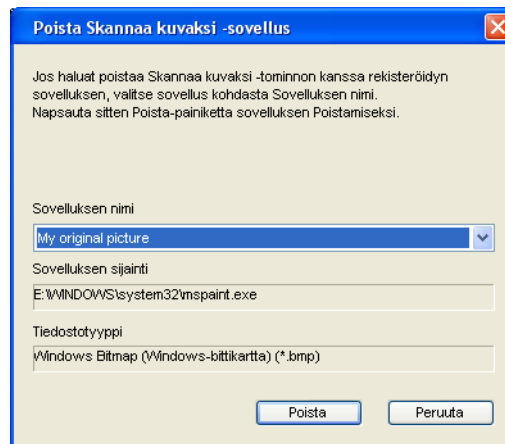 Poista Skannaa kuvaksi -sovellus
Jos haluat poistaa Skannaa kuvaksi -tominnon kanssa rekisteröidyn
sovelluksen, valitse sovellus kohdasta Sovelluksen nimi.
Napsauta sitten Poista-painiketta sovelluksen Poistamiseksi.
Sovelluksen nimi
My original picture
Sovelluksen sijainti
E:\WINDOWS\system32\mspaint.exe
Tiedostotyyppi
Windows Bitmap (Windows-bittikartta) (*.bmp)
Poista Peruuta